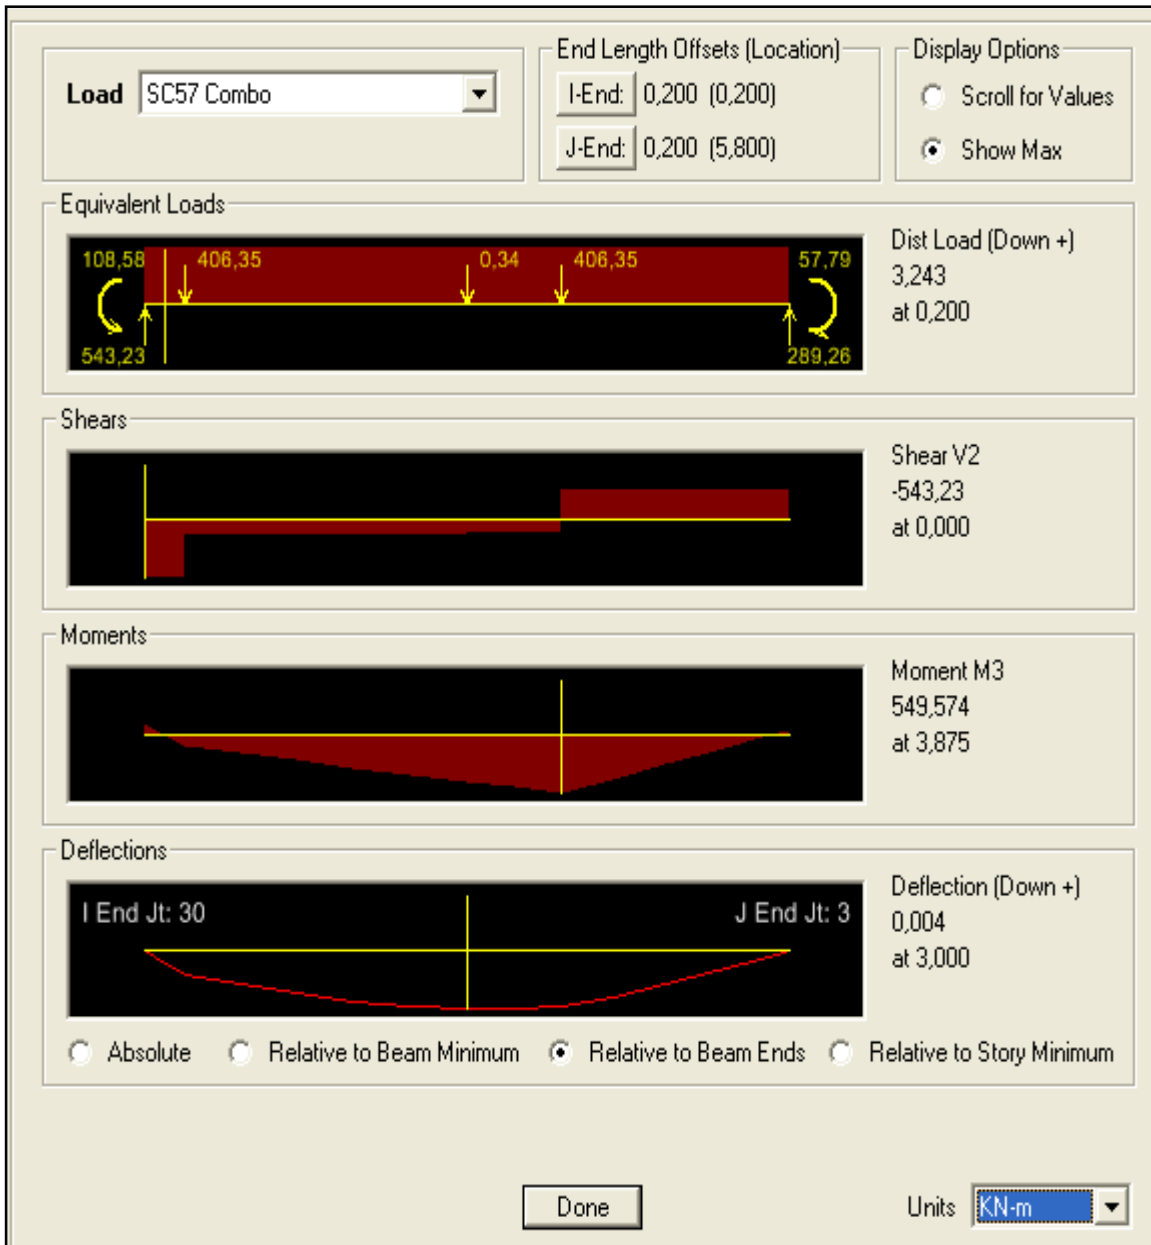 Load SC57 Combo
End Length Offsets (Location)
I-End: 0,200 (0,200)
J-End: 0,200 (5,800)
Display Options
Scroll for Values
Show Max
Equivalent Loads
108,58 406,35 0,34 406,35 57,79
543,23 289,26
Dist Load (Down +)
3,243
at 0,200
Shears
Shear V2
-543,23
at 0,000
Moments
Moment M3
549,574
at 3,875
Deflections
I End Jt: 30 J End Jt: 3
Deflection (Down +)
0,004
at 3,000
Absolute Relative to Beam Minimum Relative to Beam Ends Relative to Story Minimum
Done
Units KN-m